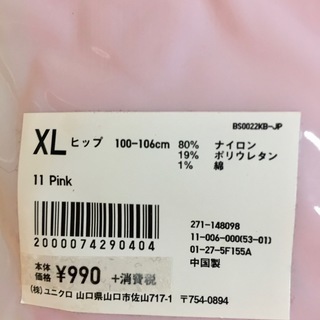 BS0022KB-JP
XL ヒップ 100-106cm 80% ナイロン
19% ポリウレタン
1% 綿
11 Pink
2000074290404
271-148098
11-006-000(53-01)
01-27-5F155A
中国製
本体価格 ¥990 +消費税
(株)ユニクロ 山口県山口市佐山717-1 〒754-0894